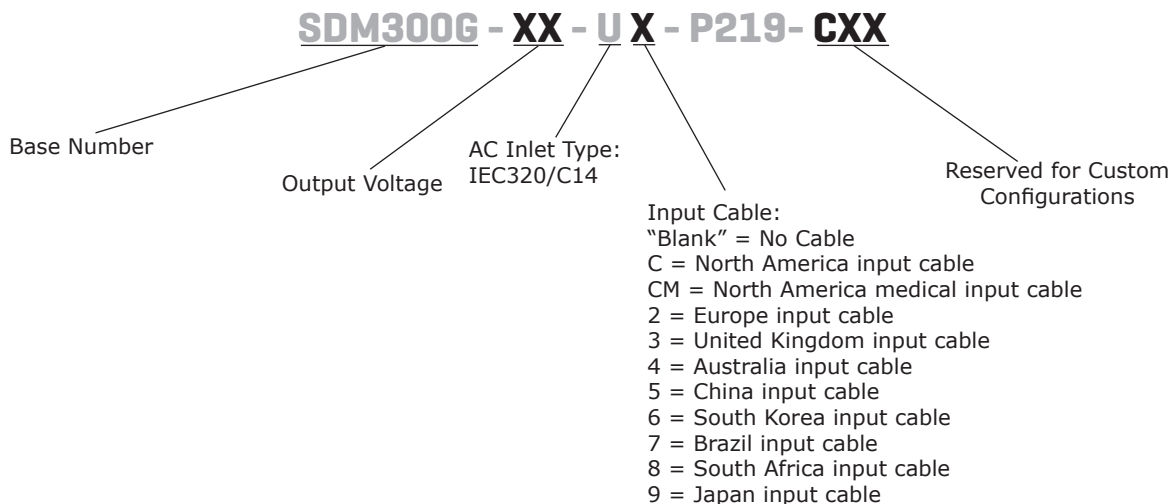 SDM300G - XX - U X - P219- CXX
Base Number
Output Voltage
AC Inlet Type:
IEC320/C14
Input Cable:
“Blank” = No Cable
C = North America input cable
CM = North America medical input cable
2 = Europe input cable
3 = United Kingdom input cable
4 = Australia input cable
5 = China input cable
6 = South Korea input cable
7 = Brazil input cable
8 = South Africa input cable
9 = Japan input cable
Reserved for Custom
Configurations